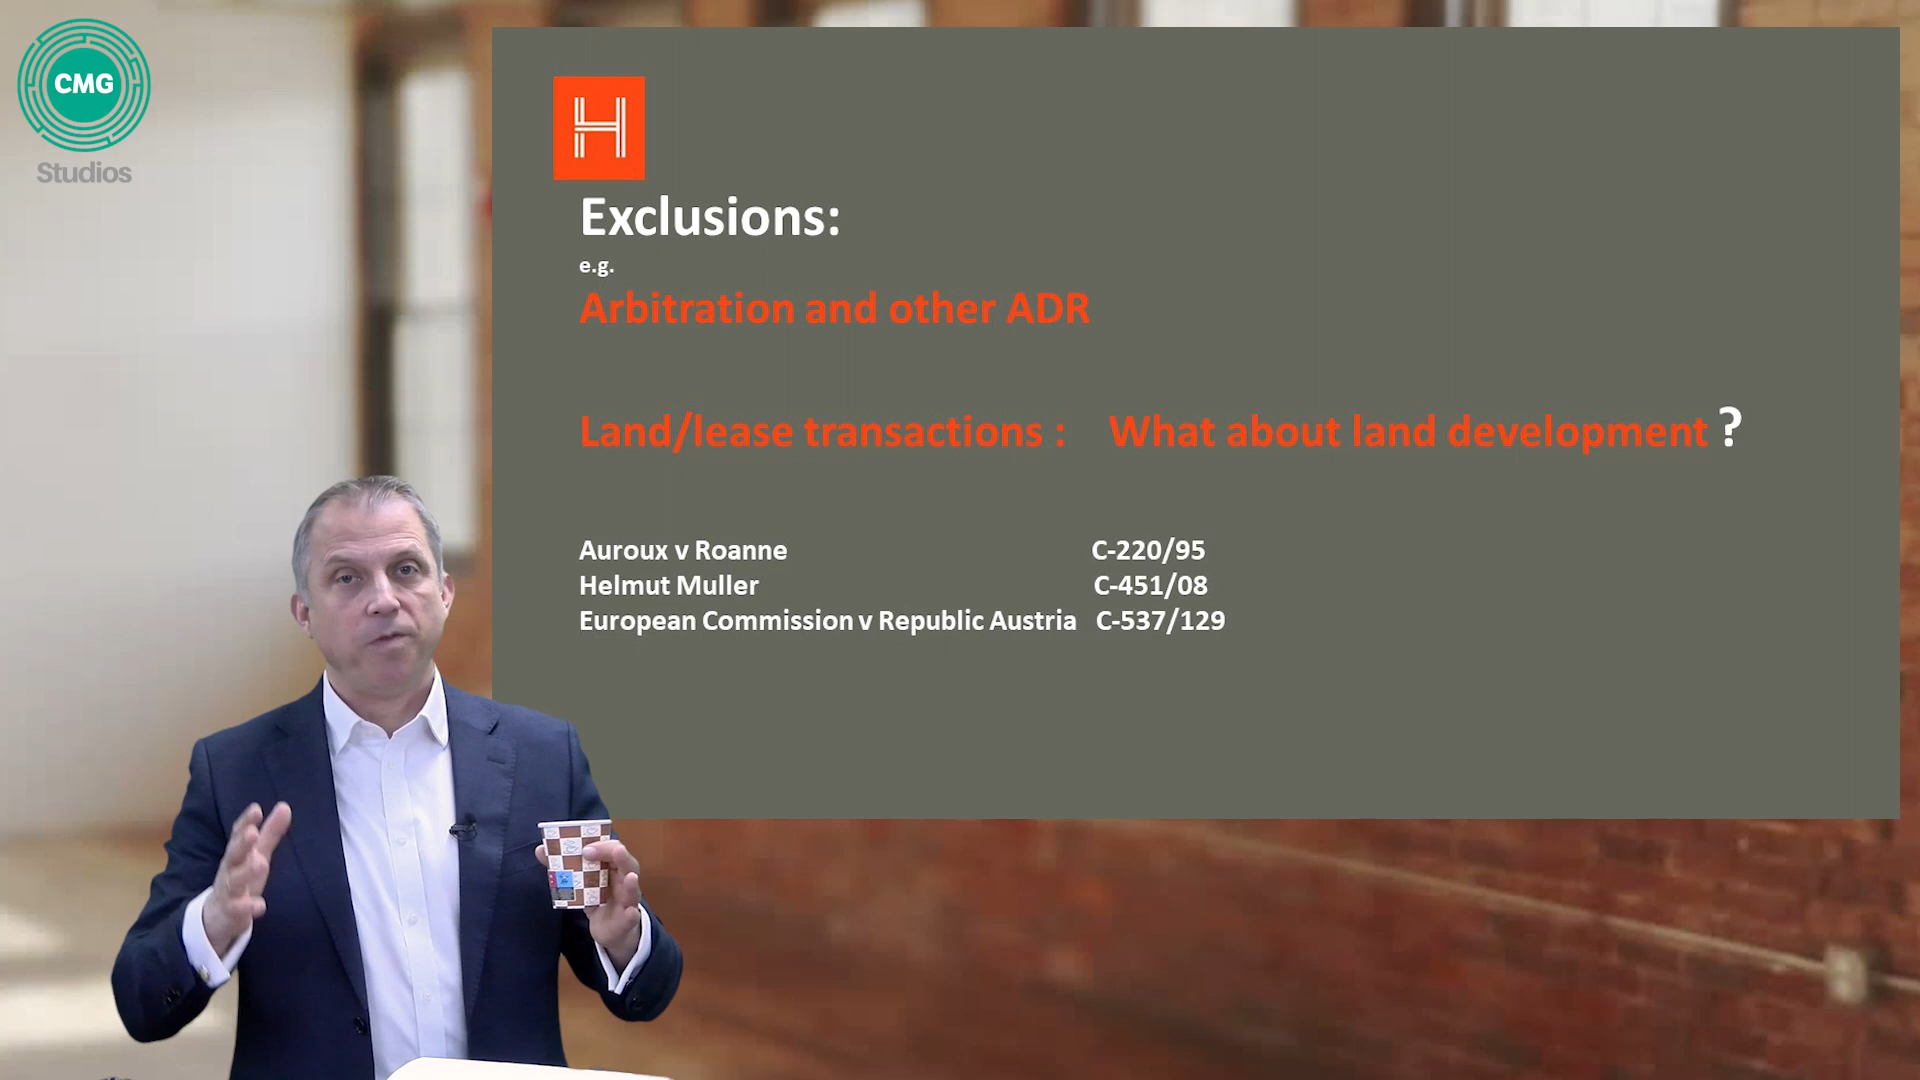 CMG
Studios
H
Exclusions:
e.g.
Arbitration and other ADR
Land/lease transactions : What about land development ?
Auroux v Roanne C-220/95
Helmut Muller C-451/08
European Commission v Republic Austria C-537/129